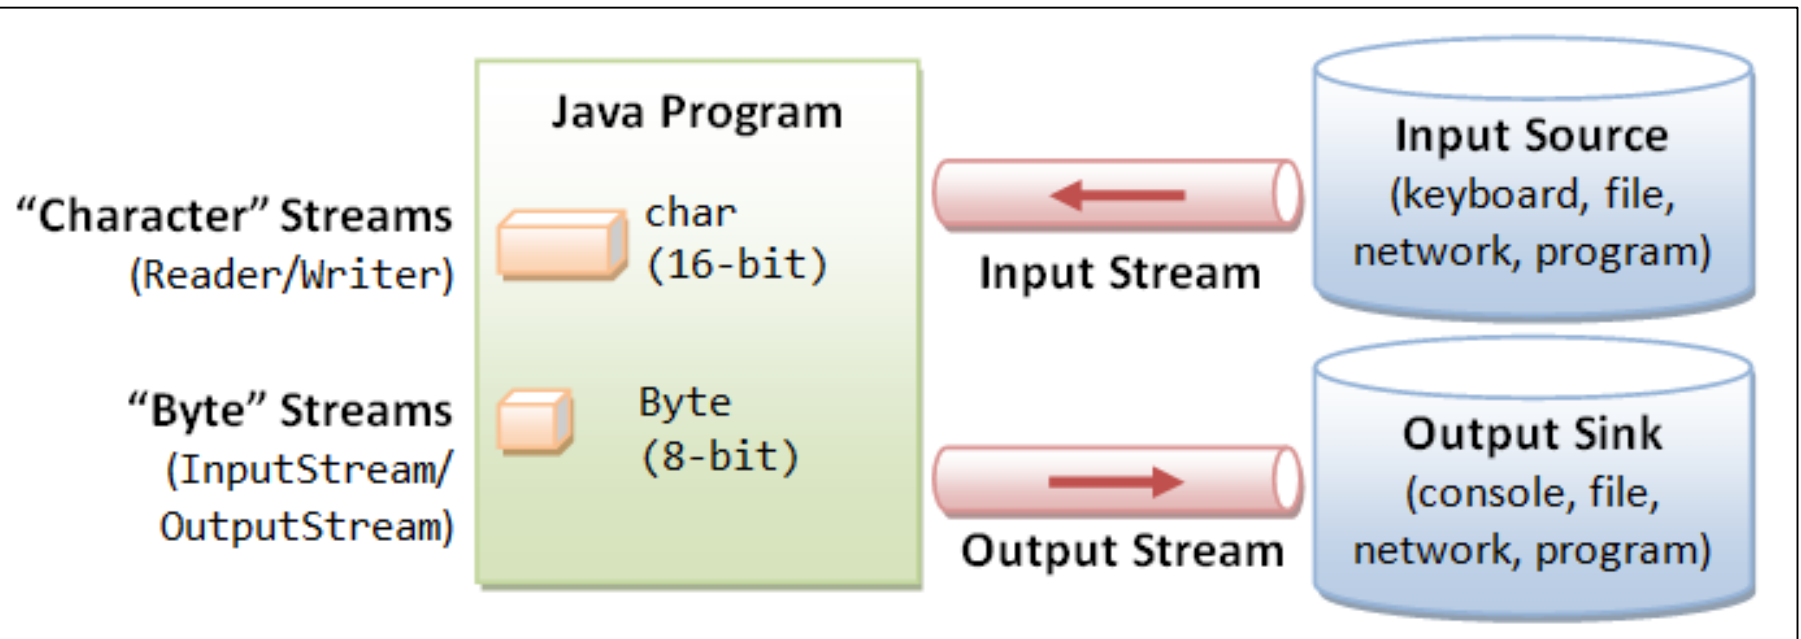 Java Program
“Character” Streams
(Reader/Writer)
char
(16-bit)
“Byte” Streams
(InputStream/
OutputStream)
Byte
(8-bit)
Input Stream
Output Stream
Input Source
(keyboard, file,
network, program)
Output Sink
(console, file,
network, program)